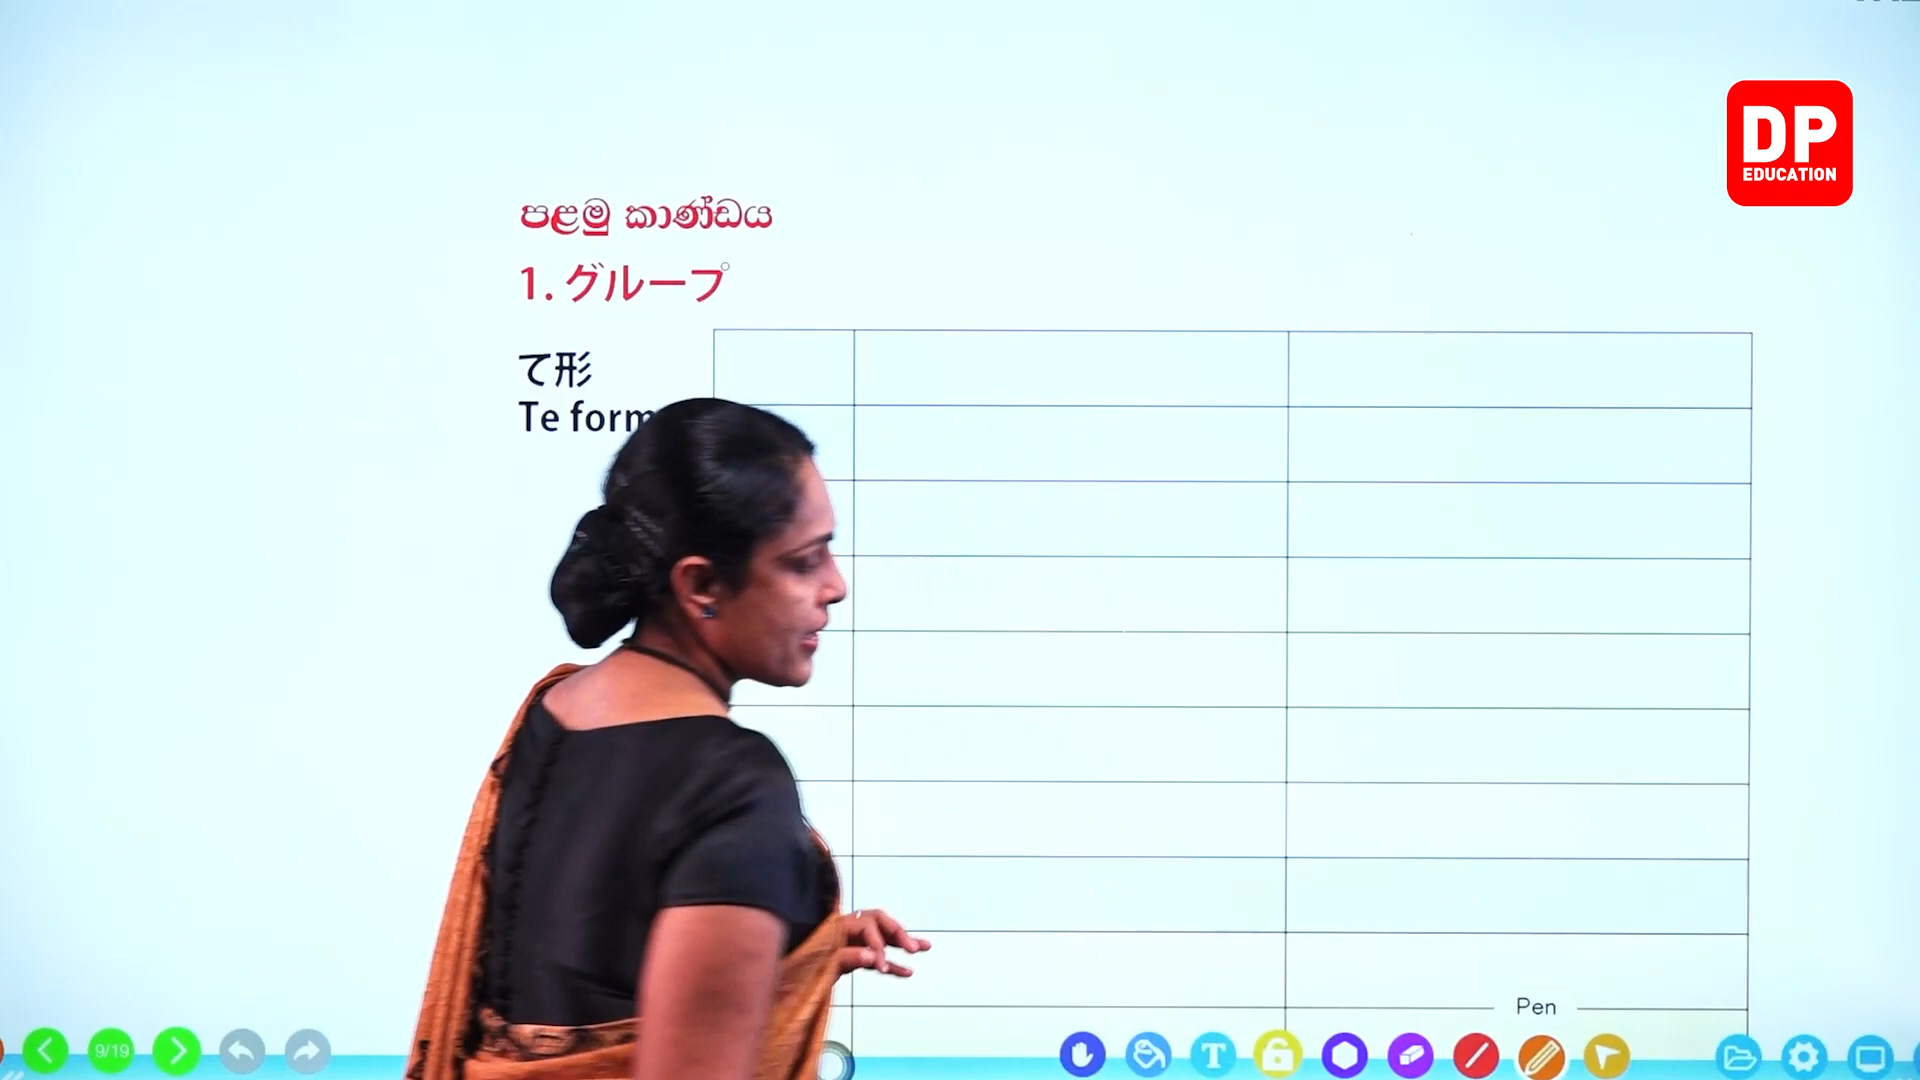 DP
EDUCATION
පළමු කාණ්ඩය
1. グループ
て形
Te form
Pen
9/19
T